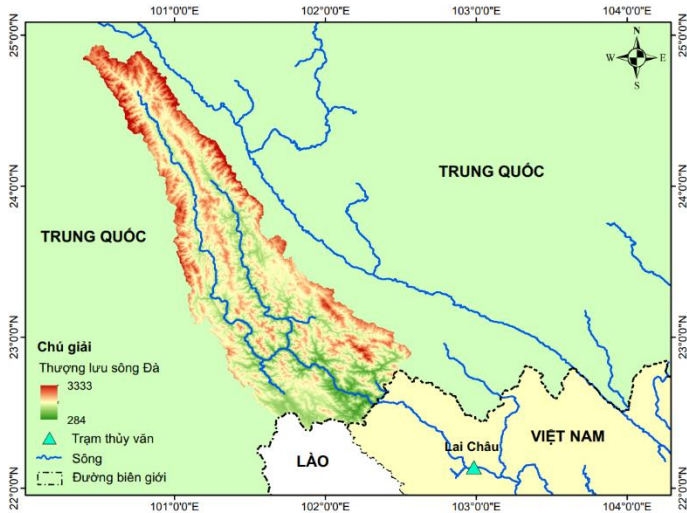 101°0'0"E 102°0'0"E 103°0'0"E 104°0'0"E
25°0'0"N
25°0'0"N
N
W E
S
TRUNG QUỐC
24°0'0"N
24°0'0"N
TRUNG QUỐC
23°0'0"N
23°0'0"N
Chú giải
Thượng lưu sông Đà
3333
284
Trạm thủy văn
Sông
Đường biên giới
Lai Châu
VIỆT NAM
LÀO
22°0'0"N
22°0'0"N
101°0'0"E 102°0'0"E 103°0'0"E 104°0'0"E